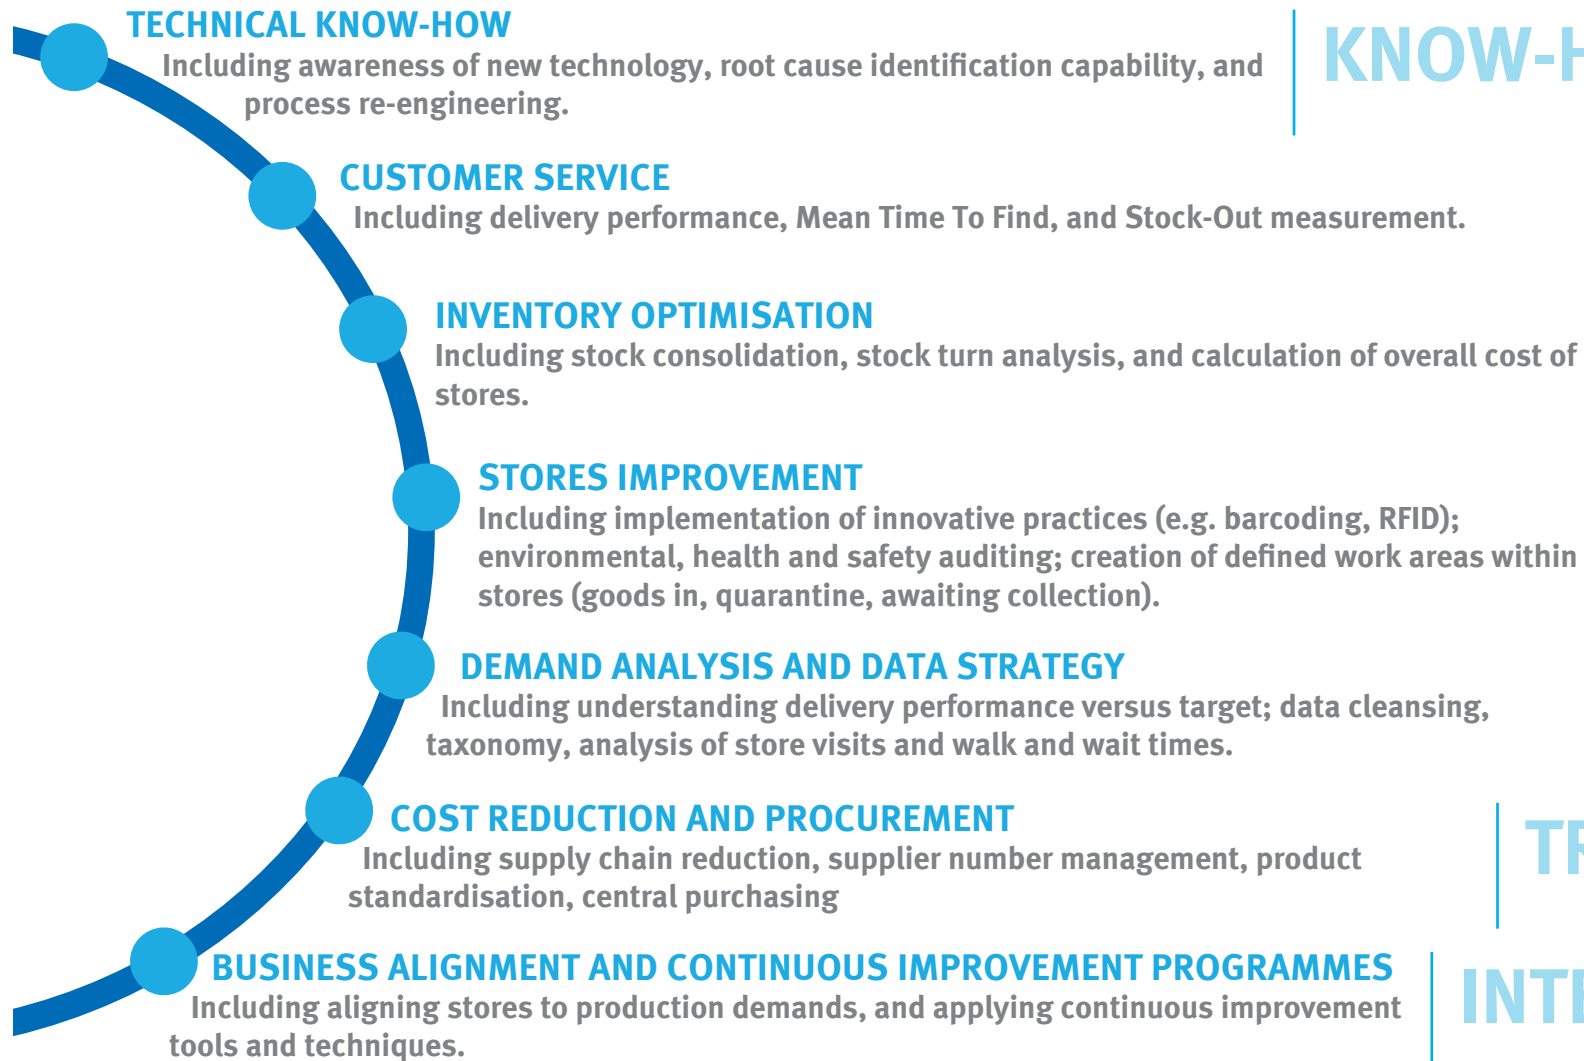 TECHNICAL KNOW-HOW
Including awareness of new technology, root cause identification capability, and
process re-engineering.
KNOW-H
CUSTOMER SERVICE
Including delivery performance, Mean Time To Find, and Stock-Out measurement.
INVENTORY OPTIMISATION
Including stock consolidation, stock turn analysis, and calculation of overall cost of
stores.
STORES IMPROVEMENT
Including implementation of innovative practices (e.g. barcoding, RFID);
environmental, health and safety auditing; creation of defined work areas within
stores (goods in, quarantine, awaiting collection).
DEMAND ANALYSIS AND DATA STRATEGY
Including understanding delivery performance versus target; data cleansing,
taxonomy, analysis of store visits and walk and wait times.
COST REDUCTION AND PROCUREMENT
Including supply chain reduction, supplier number management, product
standardisation, central purchasing
TR
BUSINESS ALIGNMENT AND CONTINUOUS IMPROVEMENT PROGRAMMES
Including aligning stores to production demands, and applying continuous improvement
tools and techniques.
INTE